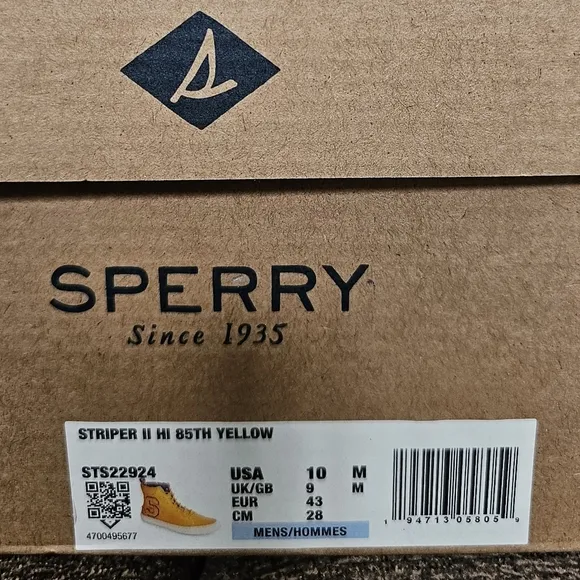 SPERRY
Since 1935
STRIPER II HI 85TH YELLOW
STS22924
USA 10 M
UK/GB 9 M
EUR 43
CM 28
MENS/HOMMES
4700495677
S
1 94713 05805 9